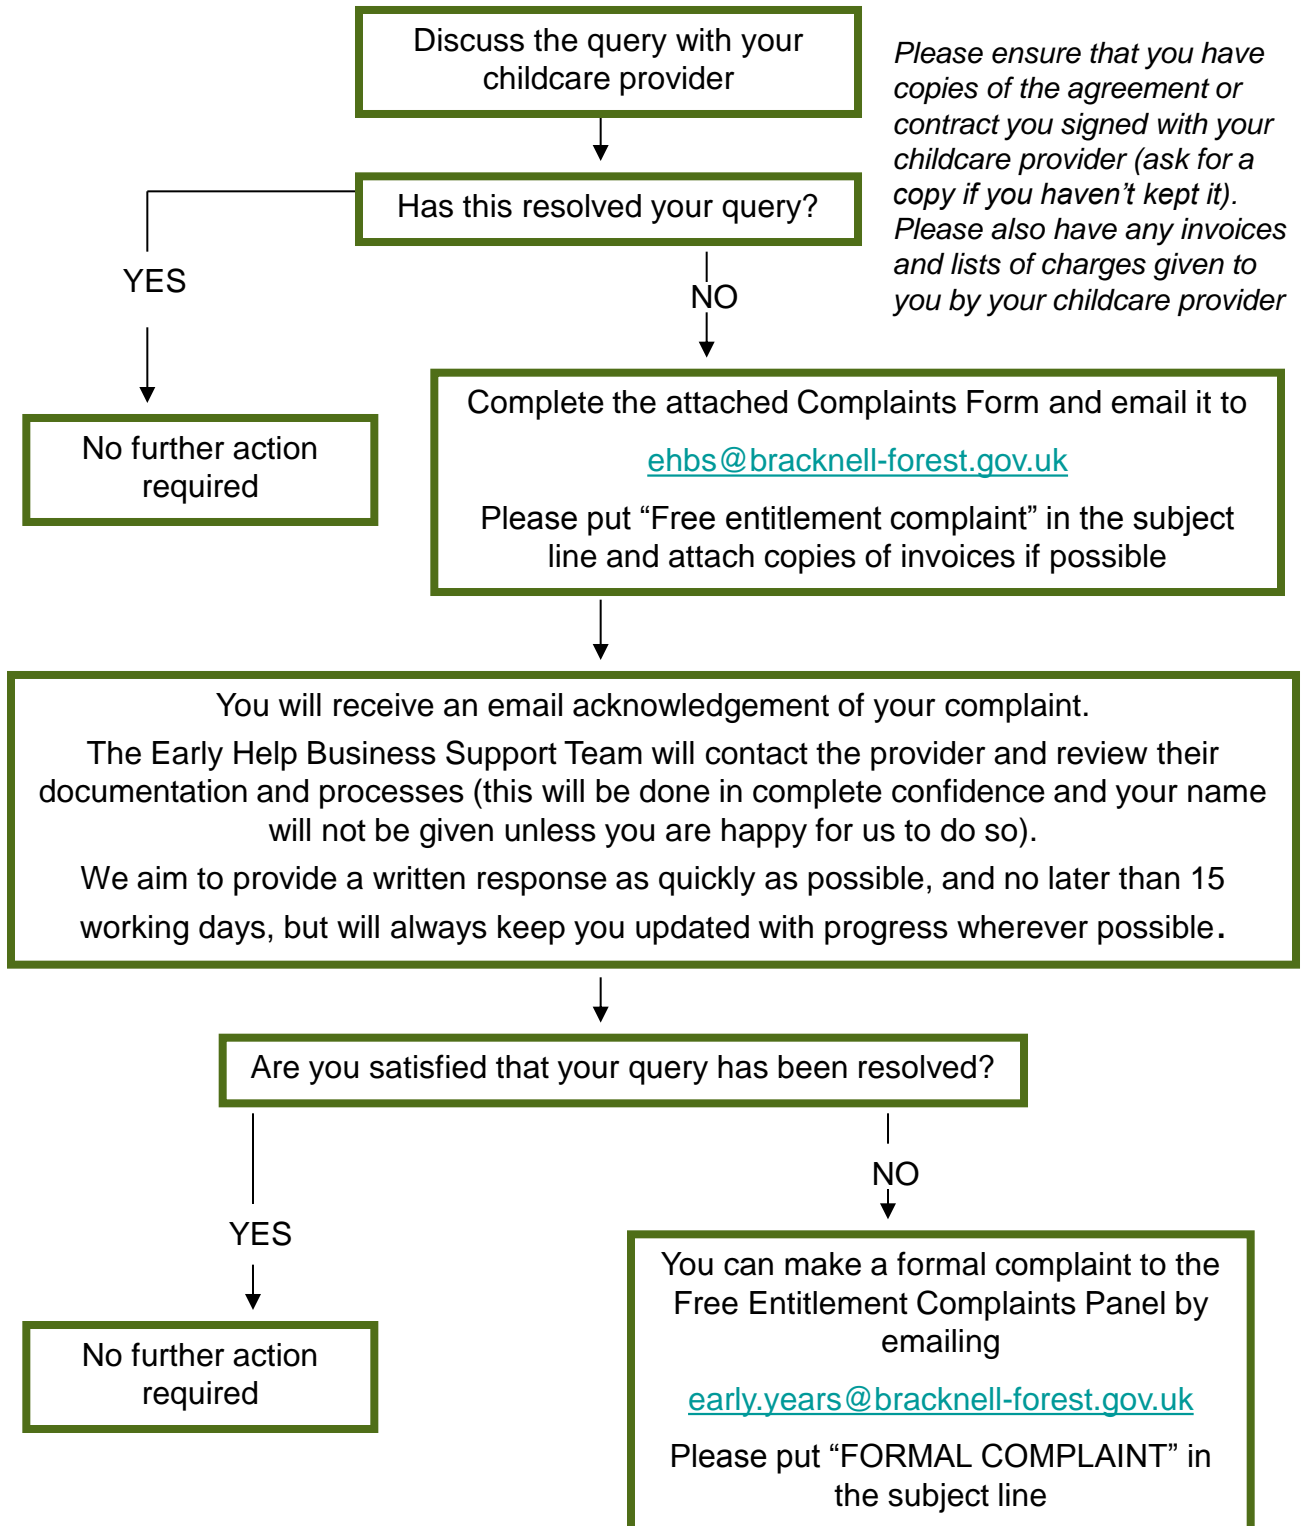 Discuss the query with your
childcare provider
Please ensure that you have
copies of the agreement or
contract you signed with your
childcare provider (ask for a
copy if you haven’t kept it).
Please also have any invoices
and lists of charges given to
you by your childcare provider
Has this resolved your query?
YES
NO
No further action
required
Complete the attached Complaints Form and email it to
ehbs@bracknell-forest.gov.uk
Please put “Free entitlement complaint” in the subject
line and attach copies of invoices if possible
You will receive an email acknowledgement of your complaint.
The Early Help Business Support Team will contact the provider and review their
documentation and processes (this will be done in complete confidence and your name
will not be given unless you are happy for us to do so).
We aim to provide a written response as quickly as possible, and no later than 15
working days, but will always keep you updated with progress wherever possible.
Are you satisfied that your query has been resolved?
YES
NO
No further action
required
You can make a formal complaint to the
Free Entitlement Complaints Panel by
emailing
early.years@bracknell-forest.gov.uk
Please put “FORMAL COMPLAINT” in
the subject line